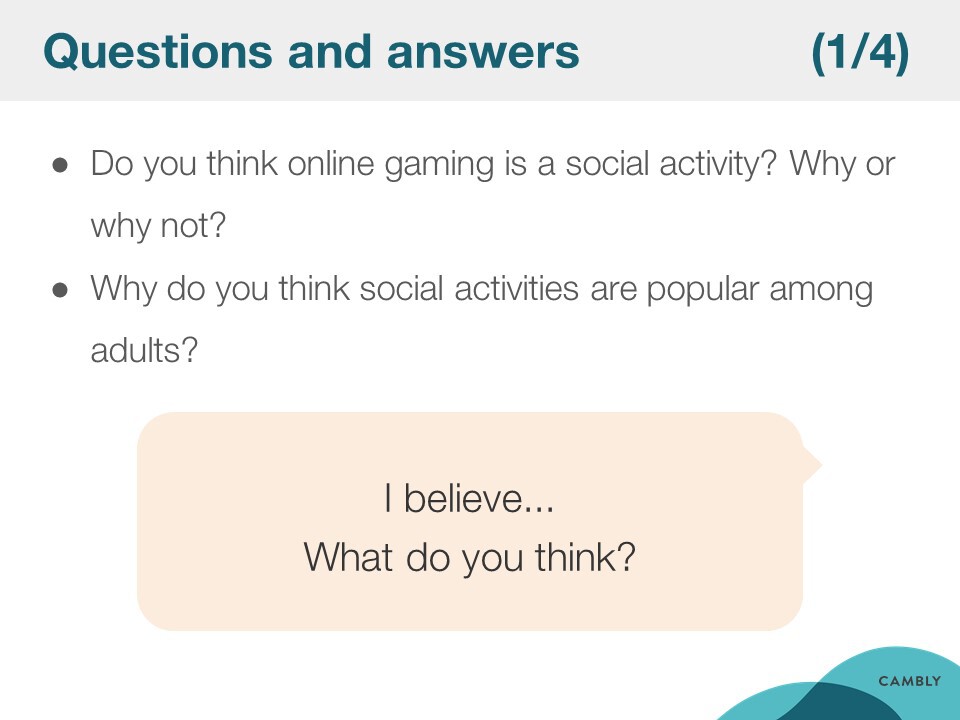 Questions and answers (1/4)
● Do you think online gaming is a social activity? Why or
why not?
● Why do you think social activities are popular among
adults?
I believe...
What do you think?
CAMBLY